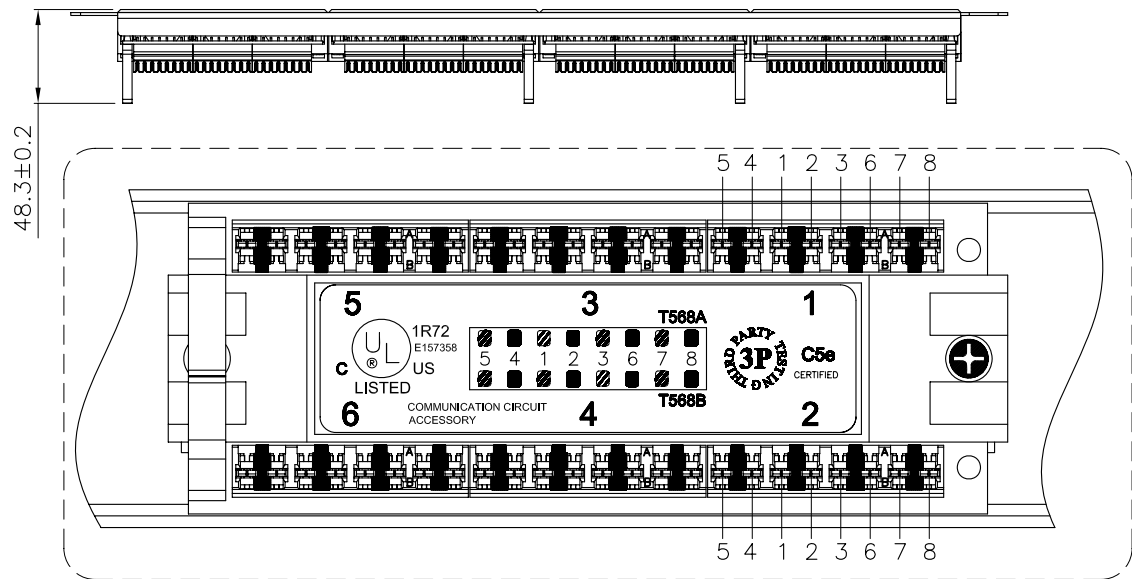 48.3±0.2
5 4 1 2 3 6 7 8
A A A
B B B
5 3 1
T568A
1R72
E157358
UL
®
C US
LISTED
5 4 1 2 3 6 7 8
THIRD PARTY TESTING
3P
C5e
CERTIFIED
T568B
6 4 2
COMMUNICATION CIRCUIT
ACCESSORY
A A A
B B B
5 4 1 2 3 6 7 8